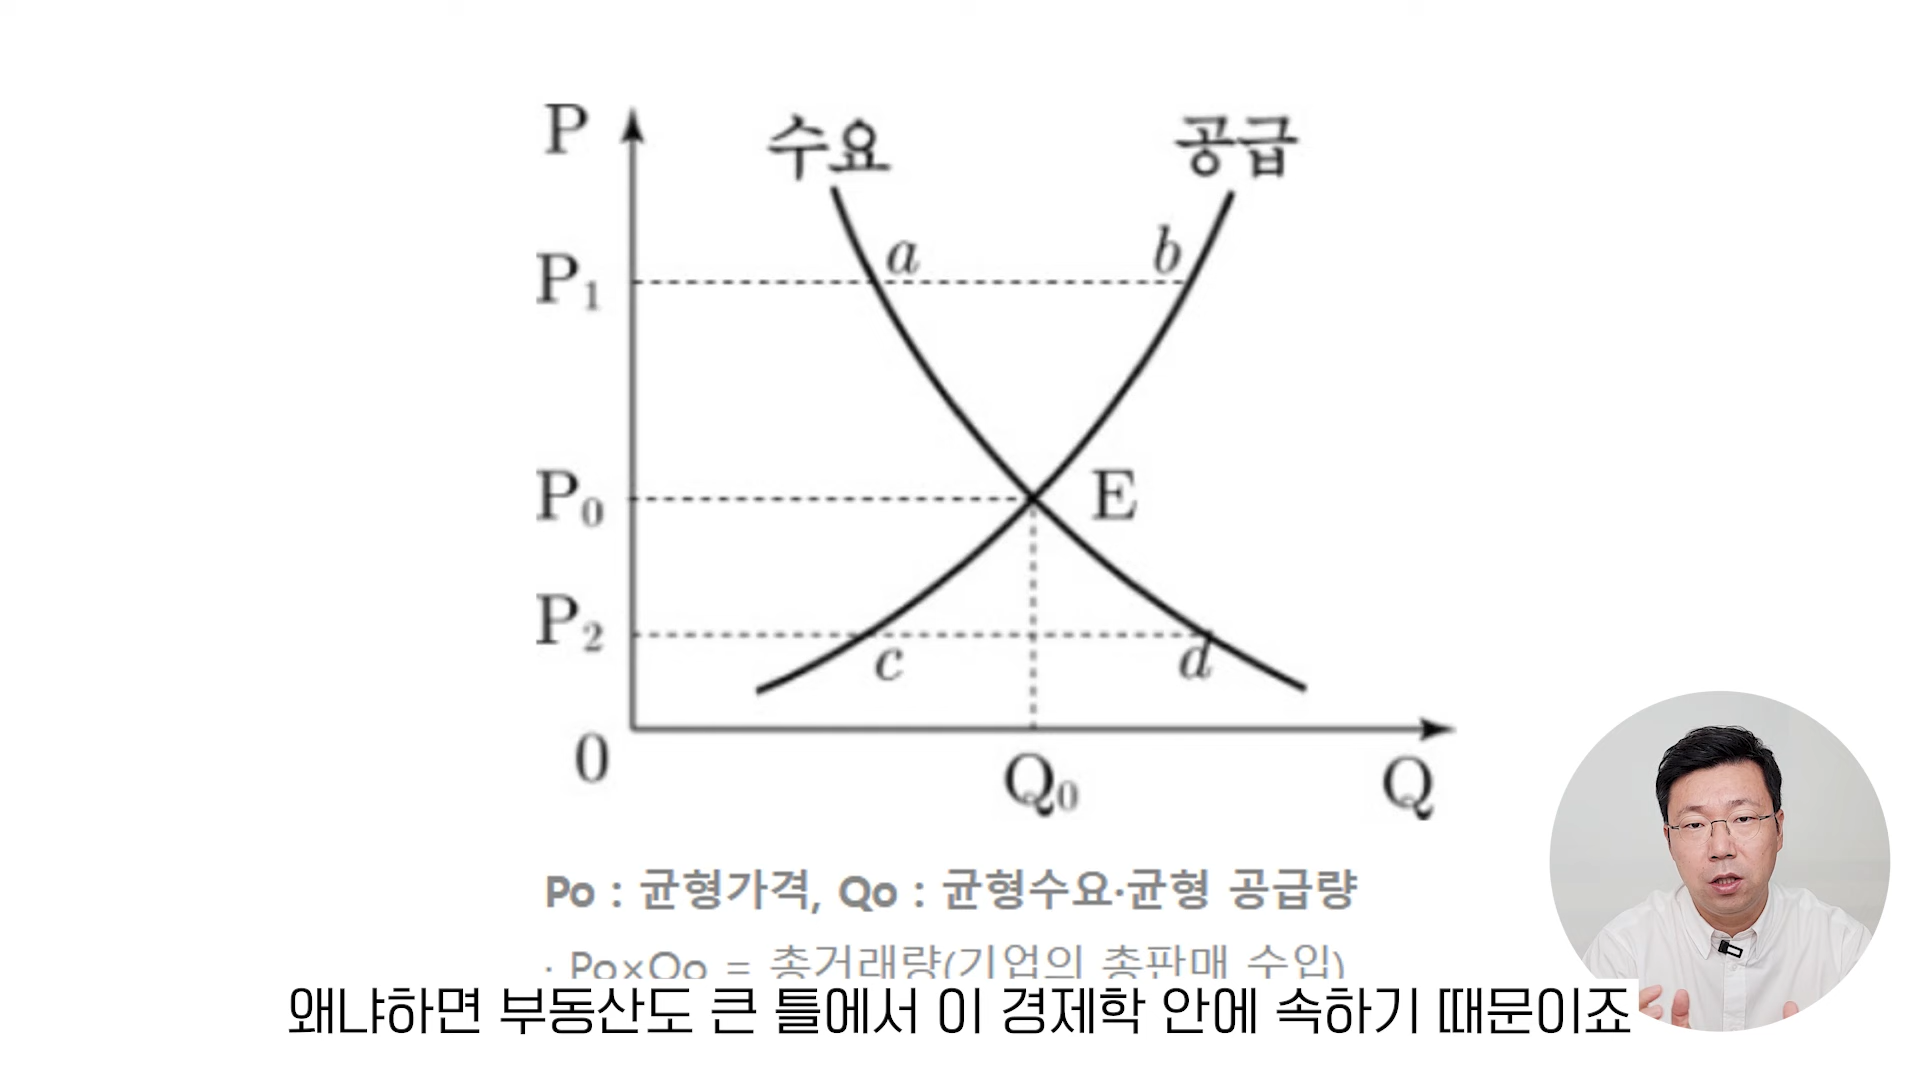 P
수요
공급
a
b
P₁
P₀
E
P₂
c
d
0
Q₀
Q
Po : 균형가격, Qo : 균형수요·균형 공급량
· Po×Qo = 총거래량(기업의 총판매 수입)
왜냐하면 부동산도 큰 틀에서 이 경제학 안에 속하기 때문이죠